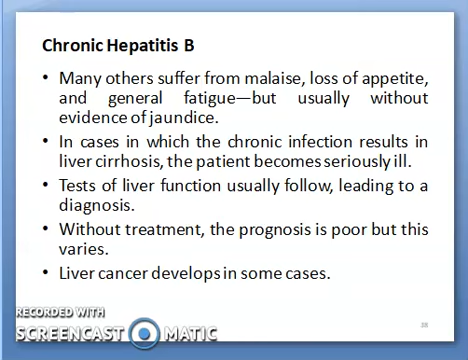 Chronic Hepatitis B
• Many others suffer from malaise, loss of appetite,
and general fatigue—but usually without
evidence of jaundice.
• In cases in which the chronic infection results in
liver cirrhosis, the patient becomes seriously ill.
• Tests of liver function usually follow, leading to a
diagnosis.
• Without treatment, the prognosis is poor but this
varies.
• Liver cancer develops in some cases.
RECORDED WITH
SCREENCAST MATIC